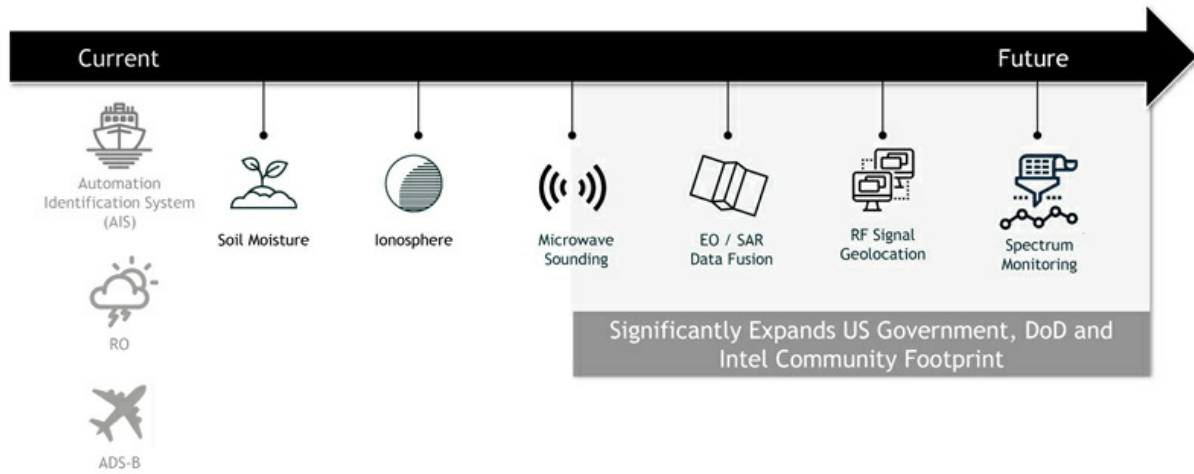 Current
Future
Automation
Identification System
(AIS)
RO
ADS-B
Soil Moisture
Ionosphere
Microwave
Sounding
EO / SAR
Data Fusion
RF Signal
Geolocation
Spectrum
Monitoring
Significantly Expands US Government, DoD and
Intel Community Footprint